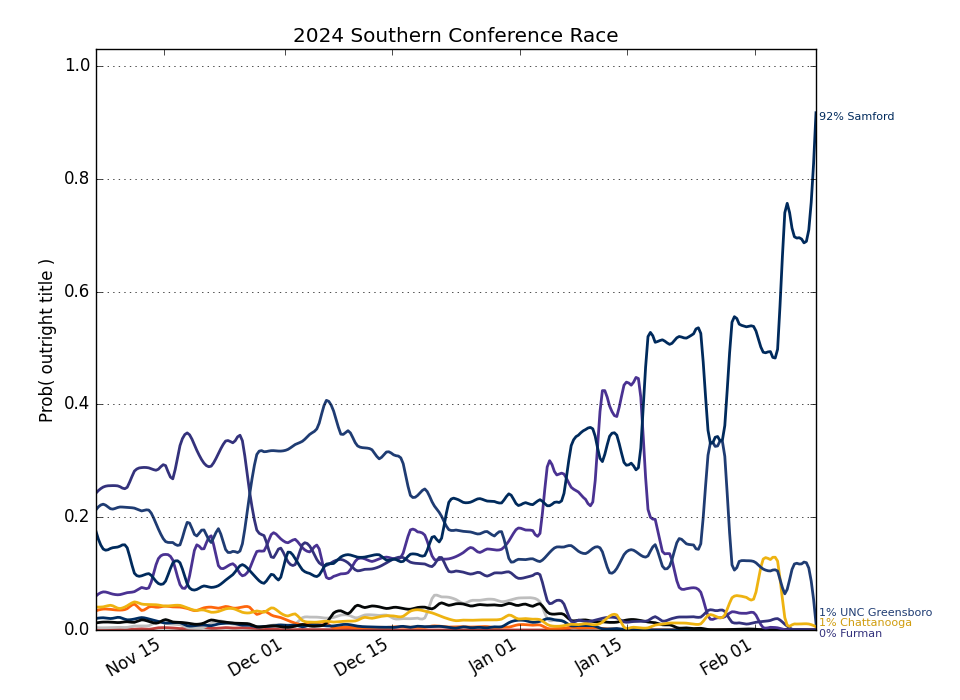 2024 Southern Conference Race
1.0
0.8
0.6
0.4
0.2
0.0
Prob( outright title )
92% Samford
1% UNC Greensboro
1% Chattanooga
0% Furman
Nov 15
Dec 01
Dec 15
Jan 01
Jan 15
Feb 01